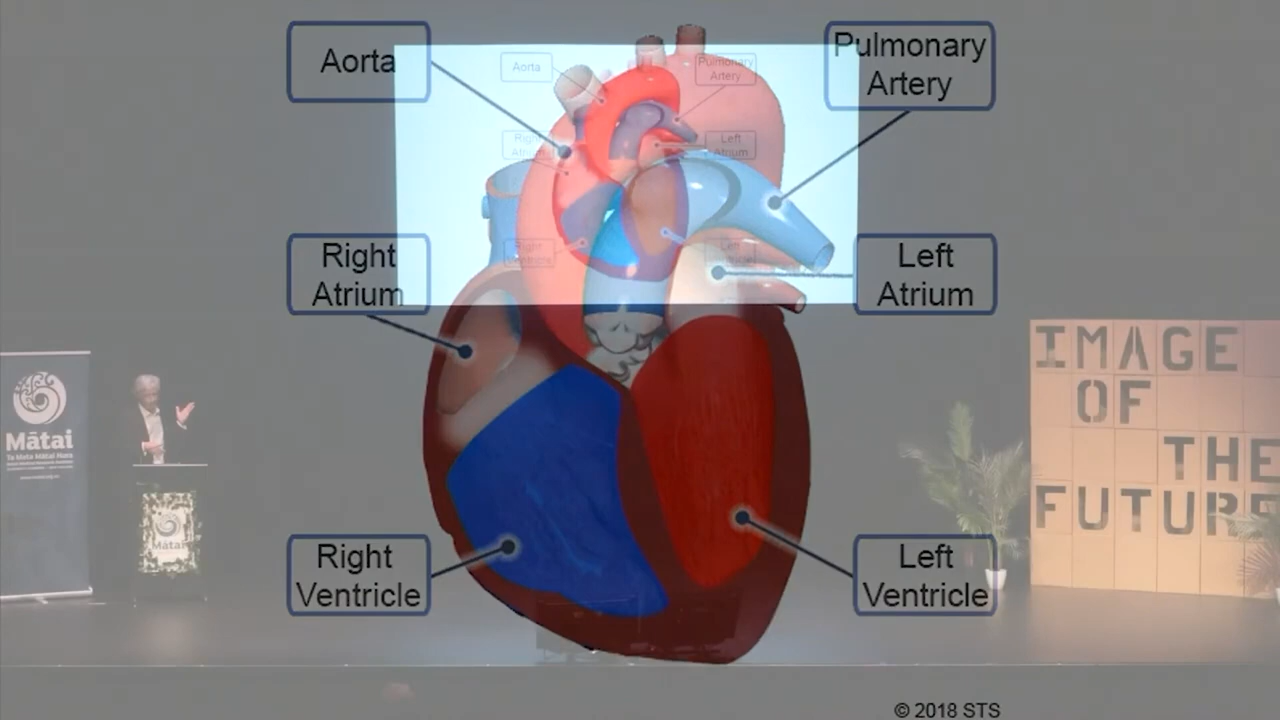 Aorta
Pulmonary
Artery
Aorta
Pulmonary
Artery
Right
Atrium
Left
Atrium
Right
Atrium
Left
Atrium
Right
Ventricle
Left
Ventricle
Right
Ventricle
Left
Ventricle
Mātai
Mātai
IMAGE
OF
THE
FUTURE
© 2018 STS